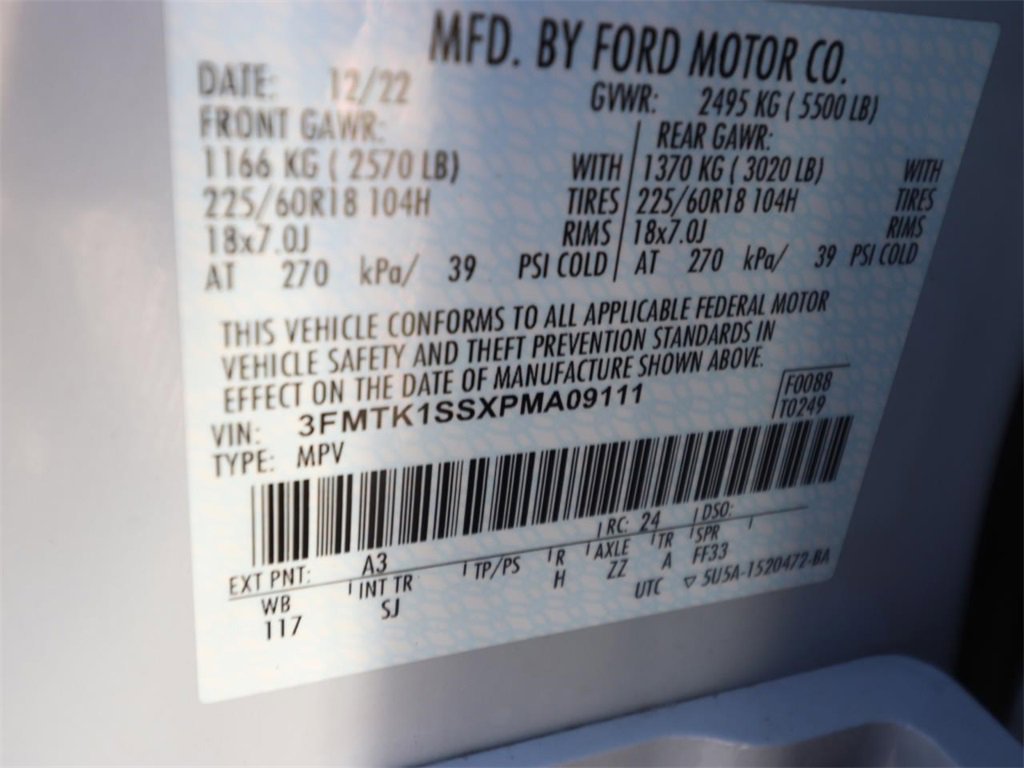 MFD. BY FORD MOTOR CO.
DATE: 12/22 GVWR: 2495 KG ( 5500 LB)
FRONT GAWR: REAR GAWR:
1166 KG ( 2570 LB) WITH 1370 KG ( 3020 LB) WITH
225/60R18 104H TIRES 225/60R18 104H TIRES
18x7.0J RIMS 18x7.0J RIMS
AT 270 kPa/ 39 PSI COLD AT 270 kPa/ 39 PSI COLD
THIS VEHICLE CONFORMS TO ALL APPLICABLE FEDERAL MOTOR
VEHICLE SAFETY AND THEFT PREVENTION STANDARDS IN
EFFECT ON THE DATE OF MANUFACTURE SHOWN ABOVE.
VIN: 3FMTK1SSXPMA09111 F0088
TYPE: MPV T0249
EXT PNT: A3 RC: 24 DSO:
WB INT TR TP/PS R AXLE TR SPR
117 SJ H ZZ A FF33
UTC ▽ 5U5A-1520472-BA